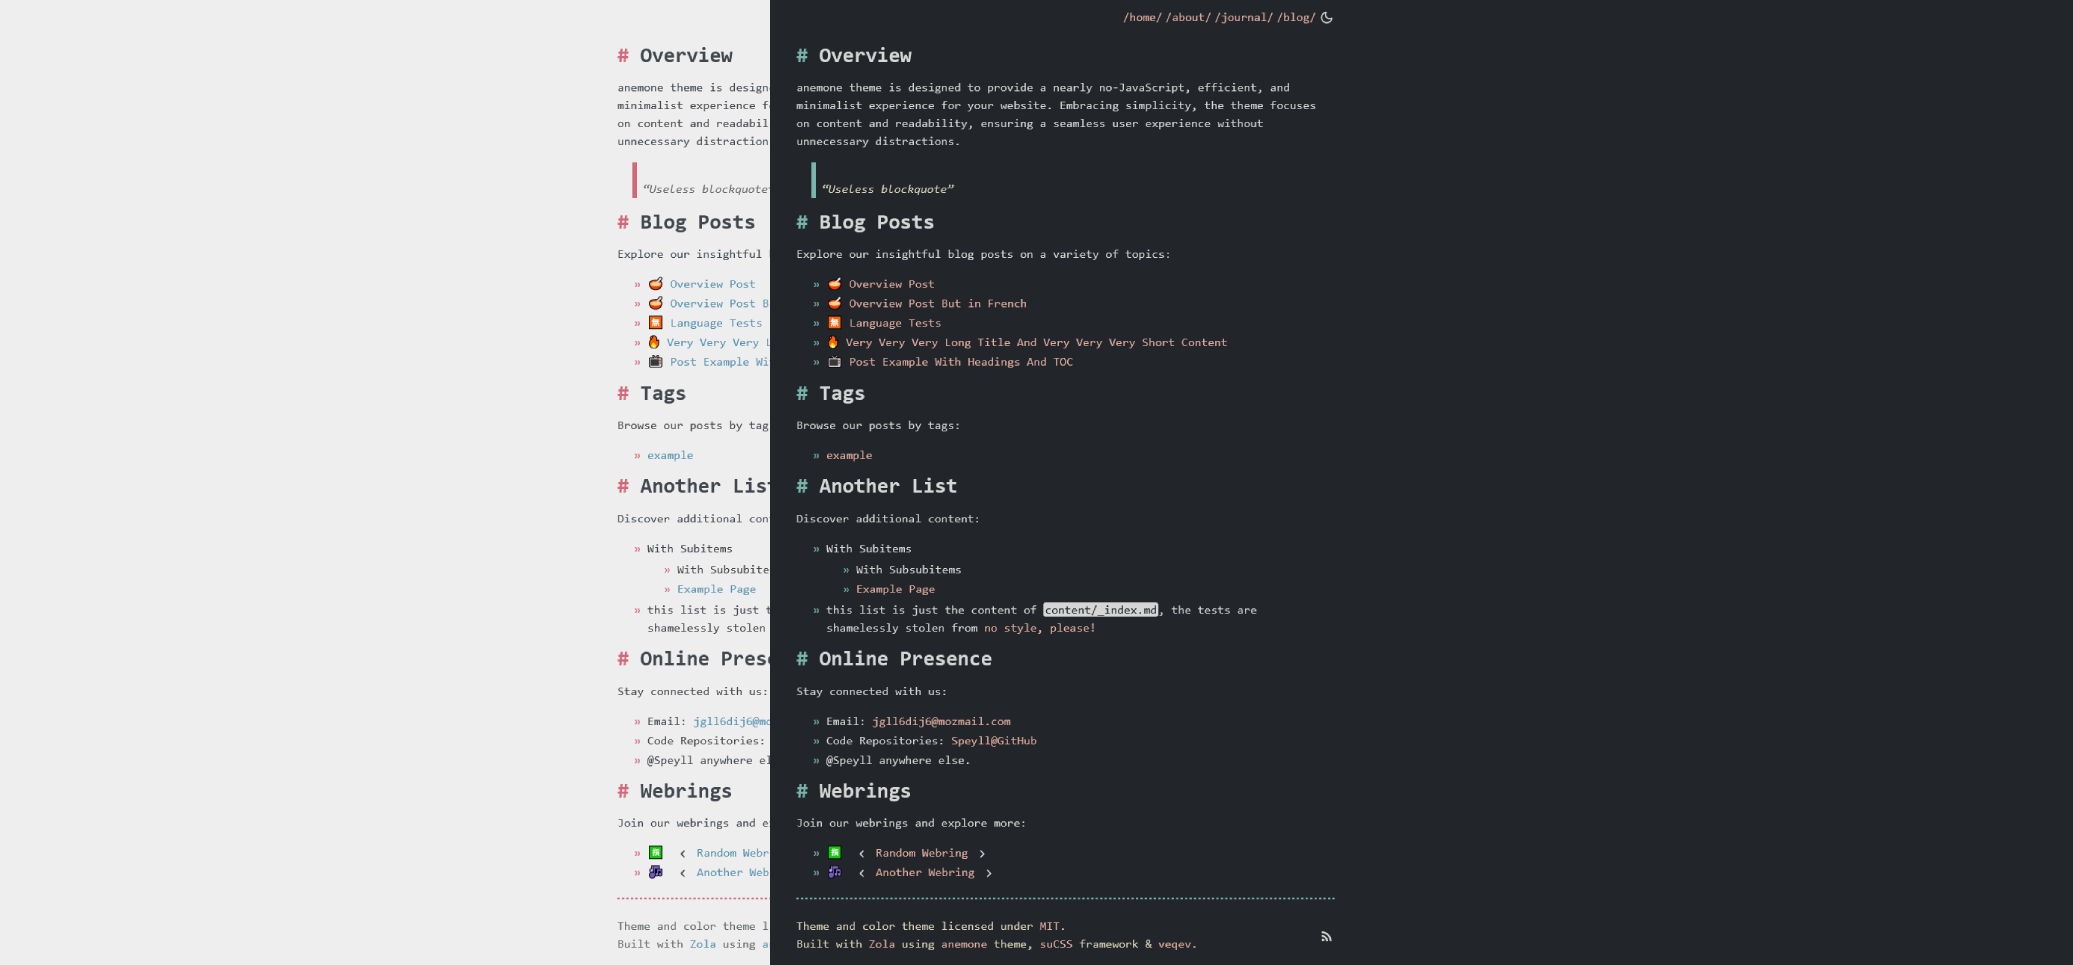 /home/ /about/ /journal/ /blog/
# Overview
anemone theme is design
minimalist experience f
on content and readabil
unnecessary distraction
“Useless blockquote”
# Blog Posts
Explore our insightful
» Overview Post
» Overview Post B
» 無 Language Tests
» Very Very Very L
» Post Example Wi
# Tags
Browse our posts by tag
» example
# Another List
Discover additional con
» With Subitems
» With Subsubite
» Example Page
» this list is just t
shamelessly stolen
# Online Prese
Stay connected with us:
» Email: jgll6dij6@mo
» Code Repositories:
» @Speyll anywhere el
# Webrings
Join our webrings and e
» < Random Webr
» < Another Web
Theme and color theme l
Built with Zola using a
# Overview
anemone theme is designed to provide a nearly no-JavaScript, efficient, and
minimalist experience for your website. Embracing simplicity, the theme focuses
on content and readability, ensuring a seamless user experience without
unnecessary distractions.
“Useless blockquote”
# Blog Posts
Explore our insightful blog posts on a variety of topics:
» Overview Post
» Overview Post But in French
» 無 Language Tests
» Very Very Very Long Title And Very Very Very Short Content
» Post Example With Headings And TOC
# Tags
Browse our posts by tags:
» example
# Another List
Discover additional content:
» With Subitems
» With Subsubitems
» Example Page
» this list is just the content of content/_index.md, the tests are
shamelessly stolen from no style, please!
# Online Presence
Stay connected with us:
» Email: jgll6dij6@mozmail.com
» Code Repositories: Speyll@GitHub
» @Speyll anywhere else.
# Webrings
Join our webrings and explore more:
» < Random Webring >
» < Another Webring >
Theme and color theme licensed under MIT.
Built with Zola using anemone theme, suCSS framework & veqev.